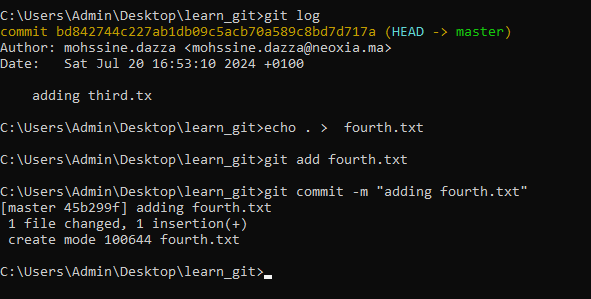 C:\Users\Admin\Desktop\learn_git>git log
commit bd842744c227ab1db09c5acb70a589c8bd7d717a (HEAD -> master)
Author: mohssine.dazza <mohssine.dazza@neoxia.ma>
Date:   Sat Jul 20 16:53:10 2024 +0100
    adding third.tx
C:\Users\Admin\Desktop\learn_git>echo . >  fourth.txt
C:\Users\Admin\Desktop\learn_git>git add fourth.txt
C:\Users\Admin\Desktop\learn_git>git commit -m "adding fourth.txt"
[master 45b299f] adding fourth.txt
 1 file changed, 1 insertion(+)
 create mode 100644 fourth.txt
C:\Users\Admin\Desktop\learn_git>